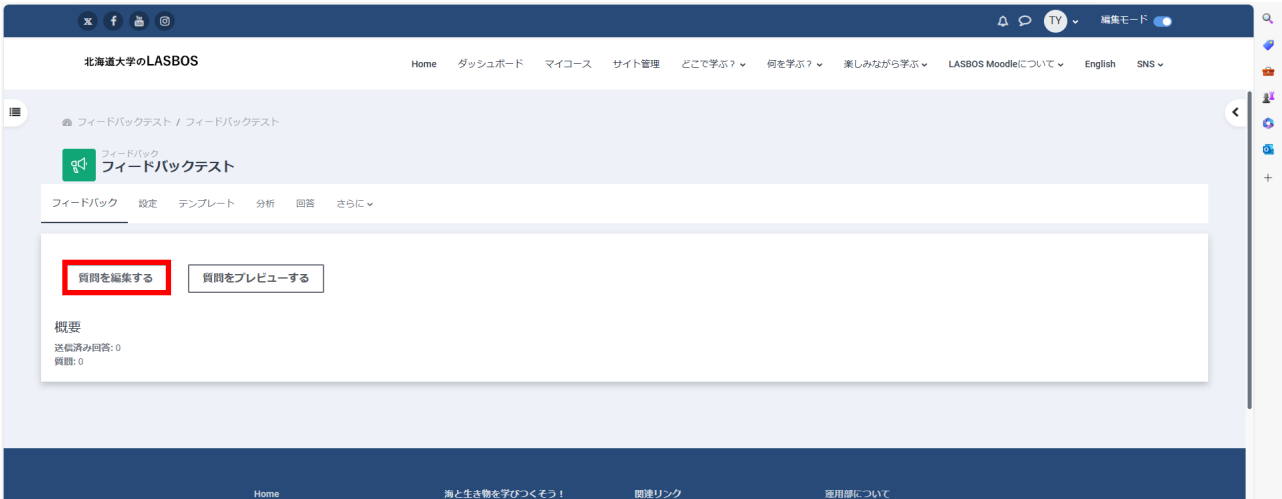 TY 編集モード
北海道大学のLASBOS
Home ダッシュボード マイコース サイト管理 どこで学ぶ？ 何を学ぶ？ 楽しみながら学ぶ LASBOS Moodleについて English SNS
フィードバックテスト / フィードバックテスト
フィードバック
フィードバックテスト
フィードバック 設定 テンプレート 分析 回答 さらに
質問を編集する 質問をプレビューする
概要
送信済み回答: 0
質問: 0
Home 海と生き物を学びつくそう！ 関連リンク 運用部について